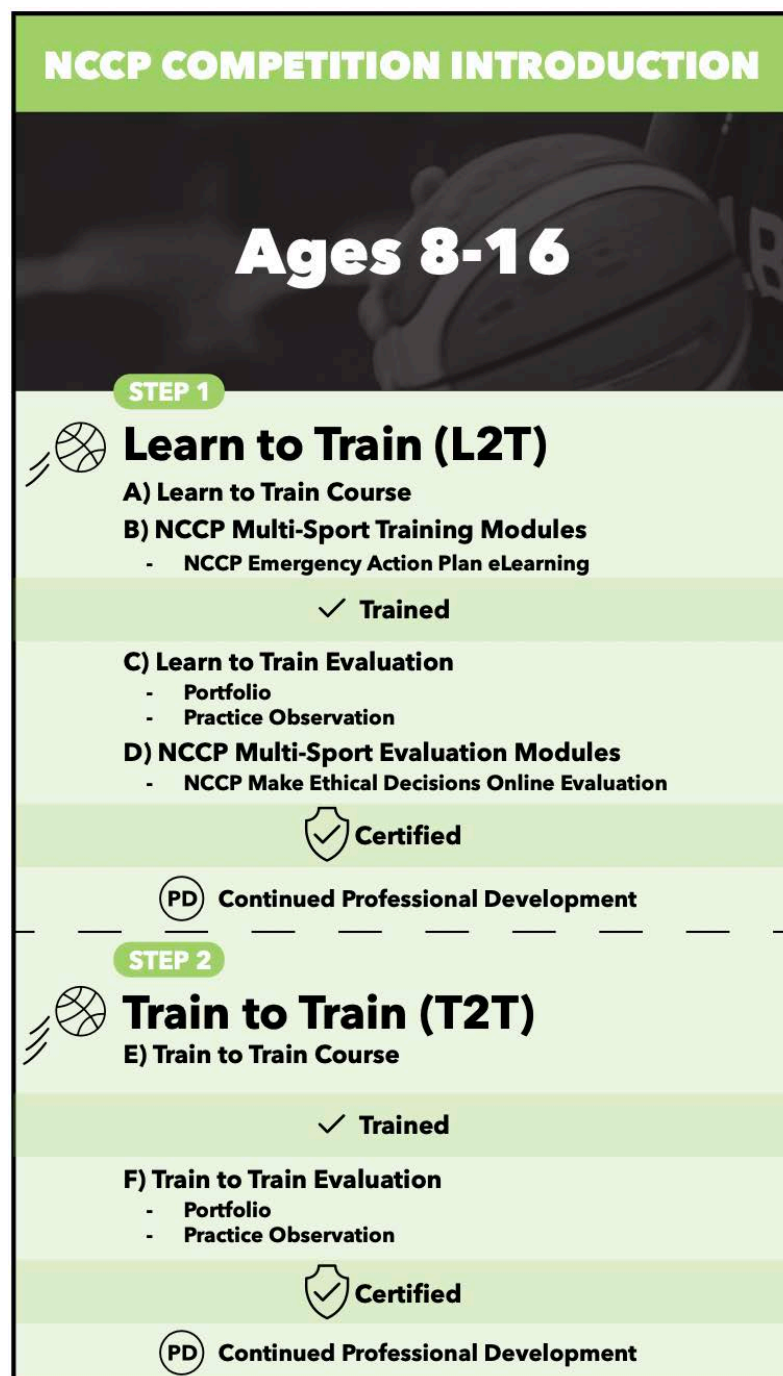 NCCP COMPETITION INTRODUCTION
Ages 8-16
STEP 1
Learn to Train (L2T)
A) Learn to Train Course
B) NCCP Multi-Sport Training Modules
- NCCP Emergency Action Plan eLearning
Trained
C) Learn to Train Evaluation
- Portfolio
- Practice Observation
D) NCCP Multi-Sport Evaluation Modules
- NCCP Make Ethical Decisions Online Evaluation
Certified
PD Continued Professional Development
STEP 2
Train to Train (T2T)
E) Train to Train Course
Trained
F) Train to Train Evaluation
- Portfolio
- Practice Observation
Certified
PD Continued Professional Development